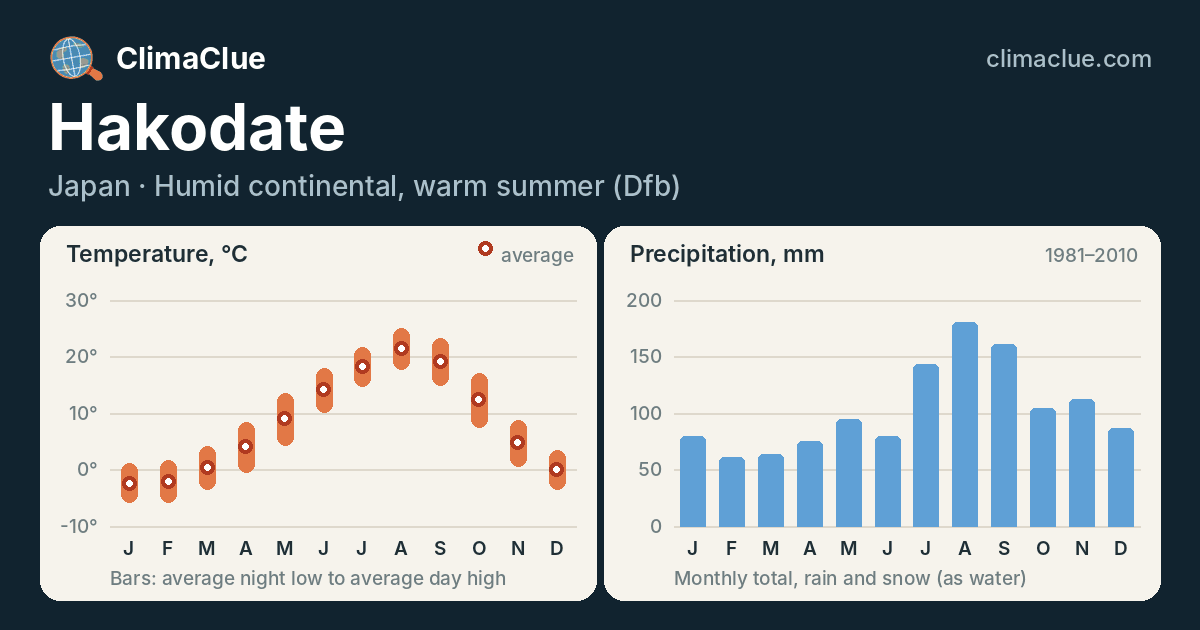 ClimaClue
climaclue.com
Hakodate
Japan · Humid continental, warm summer (Dfb)
Temperature, °C
average
30°
20°
10°
0°
-10°
J F M A M J J A S O N D
Bars: average night low to average day high
Precipitation, mm
1981–2010
200
150
100
50
0
J F M A M J J A S O N D
Monthly total, rain and snow (as water)